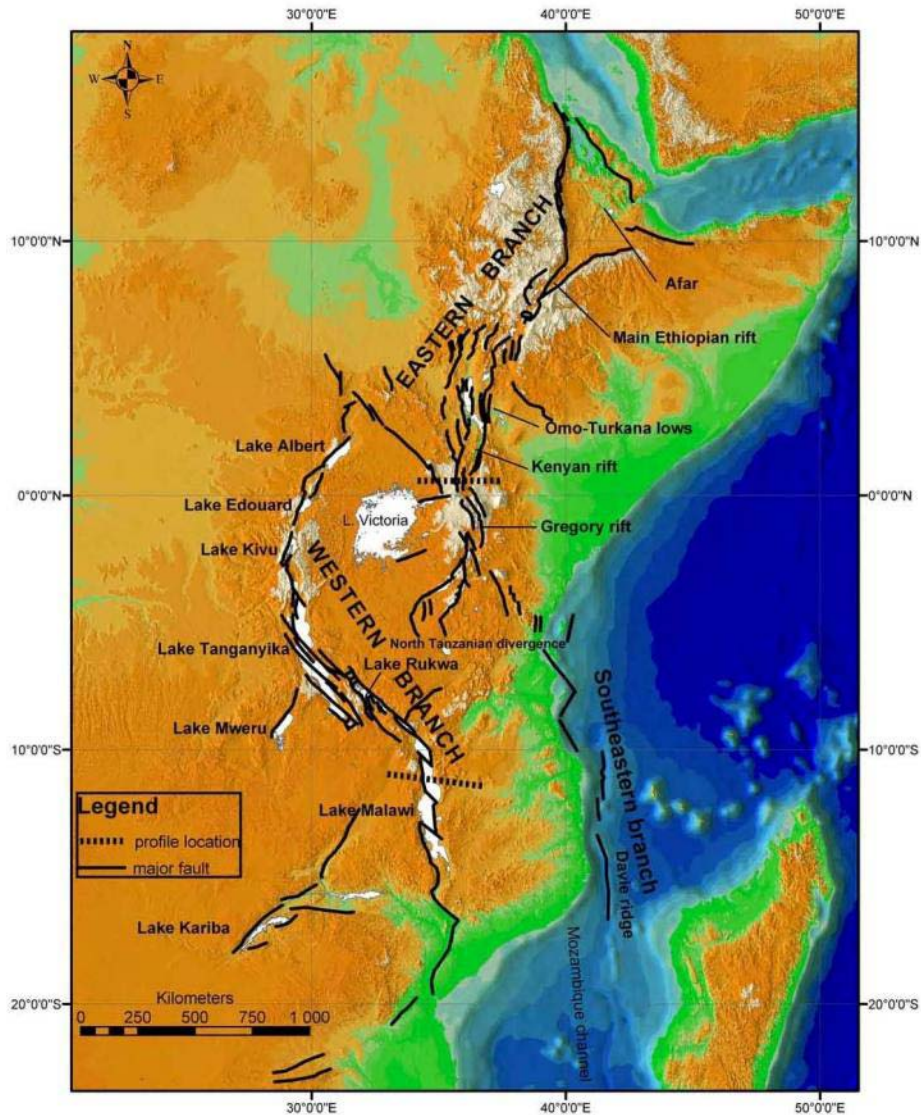 30°0'0"E
40°0'0"E
50°0'0"E
N
W
E
S
10°0'0"N
10°0'0"N
EASTERN BRANCH
Afar
Main Ethiopian rift
Omo-Turkana lows
Lake Albert
Kenyan rift
0°0'0"N
0°0'0"N
Lake Edouard
L. Victoria
Gregory rift
Lake Kivu
WESTERN BRANCH
North Tanzanian divergence
Lake Tanganyika
Lake Rukwa
Lake Mweru
Southeastern branch
10°0'0"S
10°0'0"S
Legend
profile location
major fault
Lake Malawi
Davie ridge
Lake Kariba
Mozambique channel
Kilometers
0 250 500 750 1 000
20°0'0"S
20°0'0"S
30°0'0"E
40°0'0"E
50°0'0"E